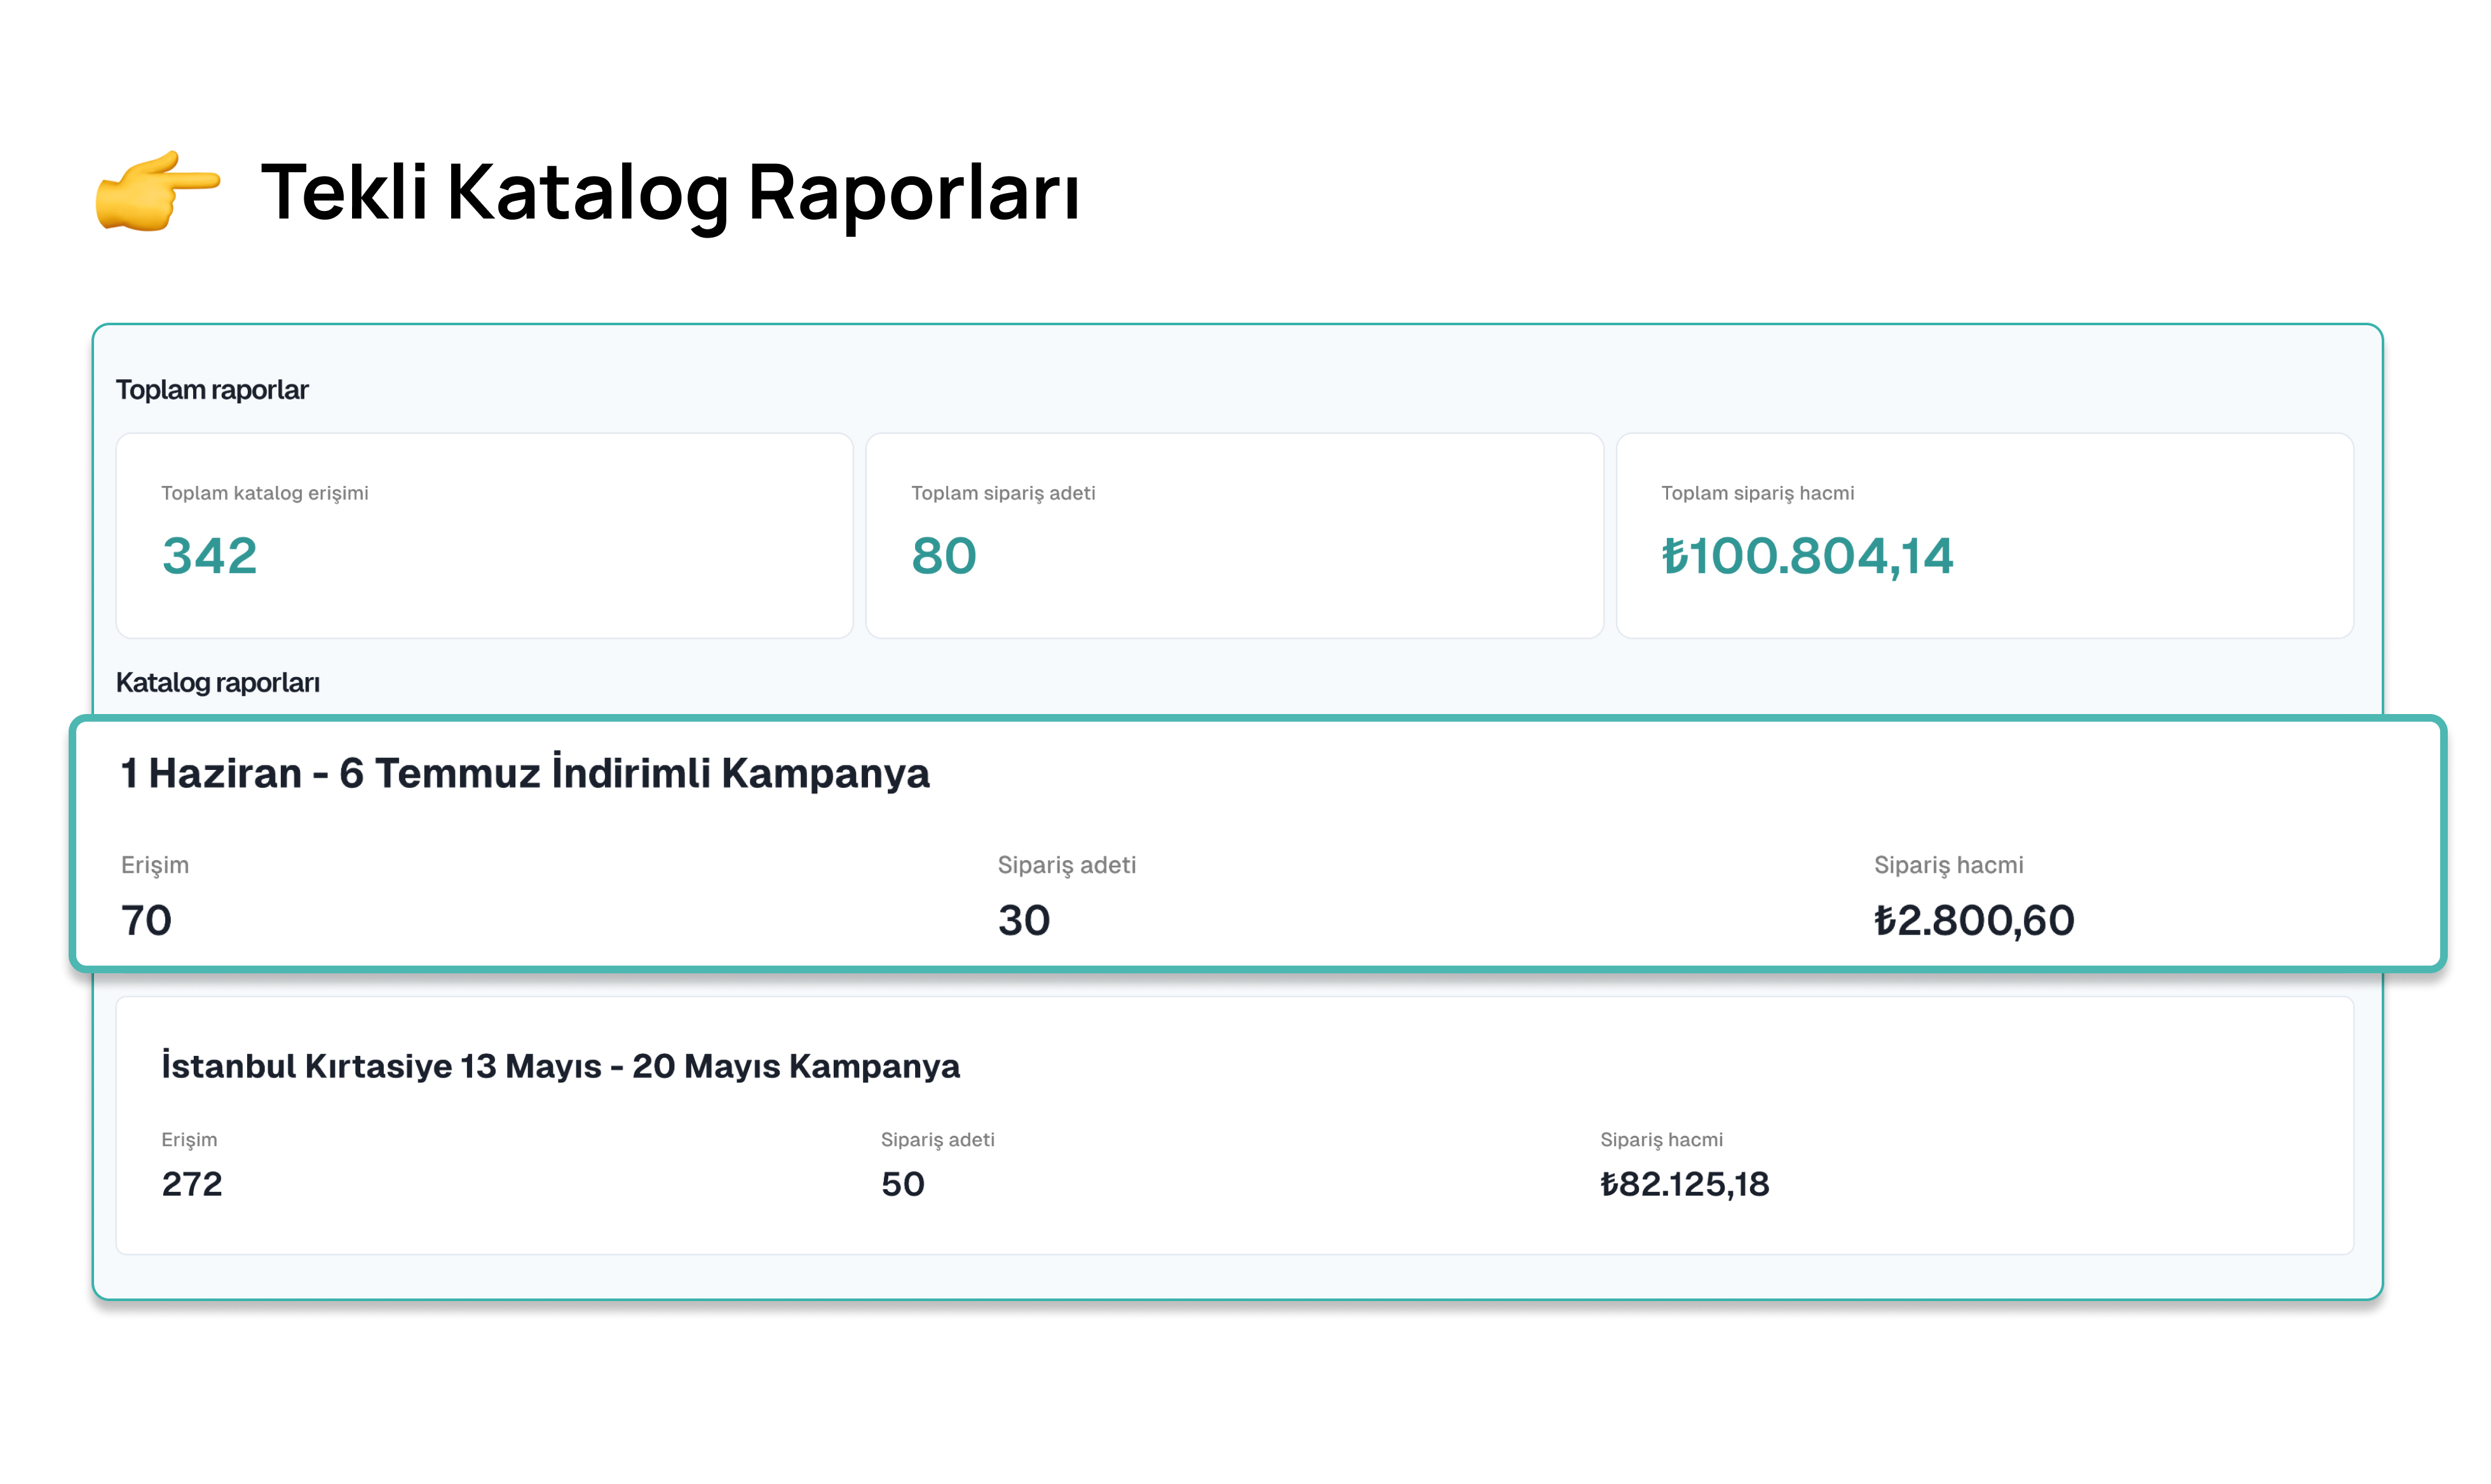 Tekli Katalog Raporları
Toplam raporlar
Toplam katalog erişimi
342
Toplam sipariş adeti
80
Toplam sipariş hacmi
₺100.804,14
Katalog raporları
1 Haziran - 6 Temmuz İndirimli Kampanya
Erişim
70
Sipariş adeti
30
Sipariş hacmi
₺2.800,60
İstanbul Kırtasiye 13 Mayıs - 20 Mayıs Kampanya
Erişim
272
Sipariş adeti
50
Sipariş hacmi
₺82.125,18